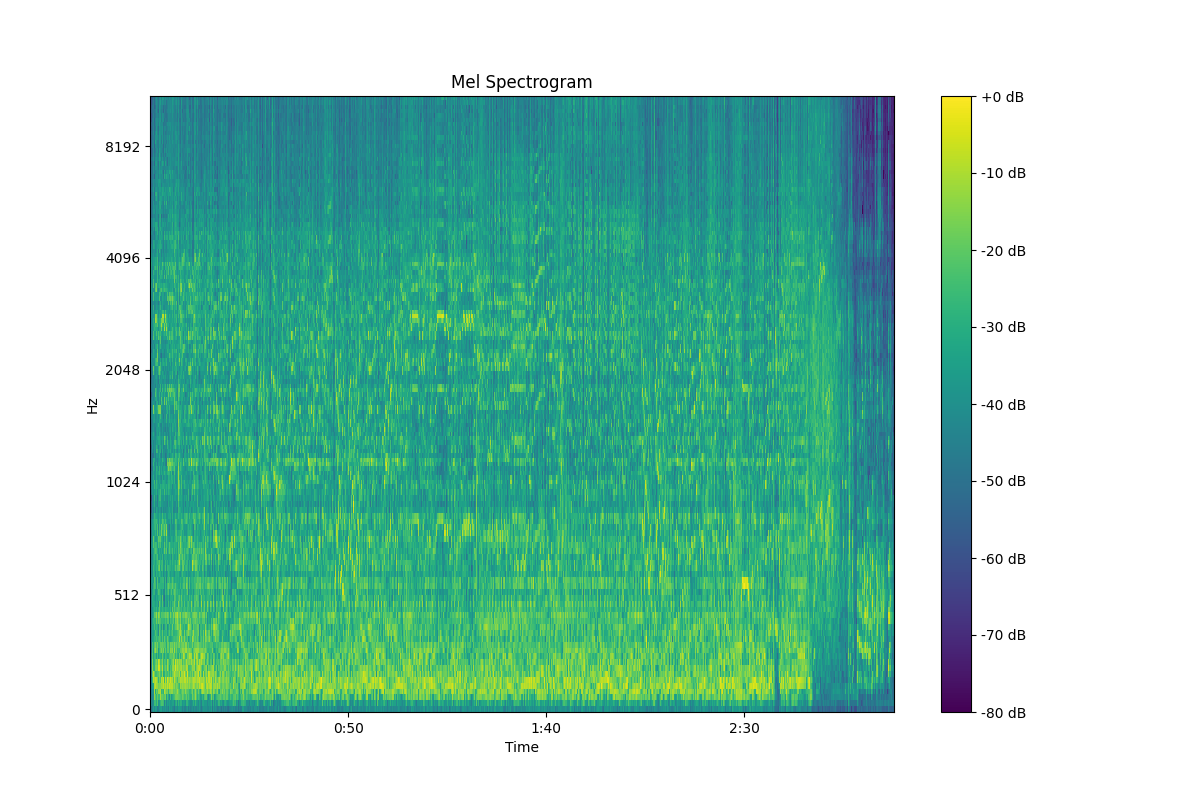 Mel Spectrogram
+0 dB
8192
-10 dB
-20 dB
4096
-30 dB
2048
-40 dB
Hz
1024
-50 dB
-60 dB
512
-70 dB
0
-80 dB
0:00
0:50
1:40
2:30
Time